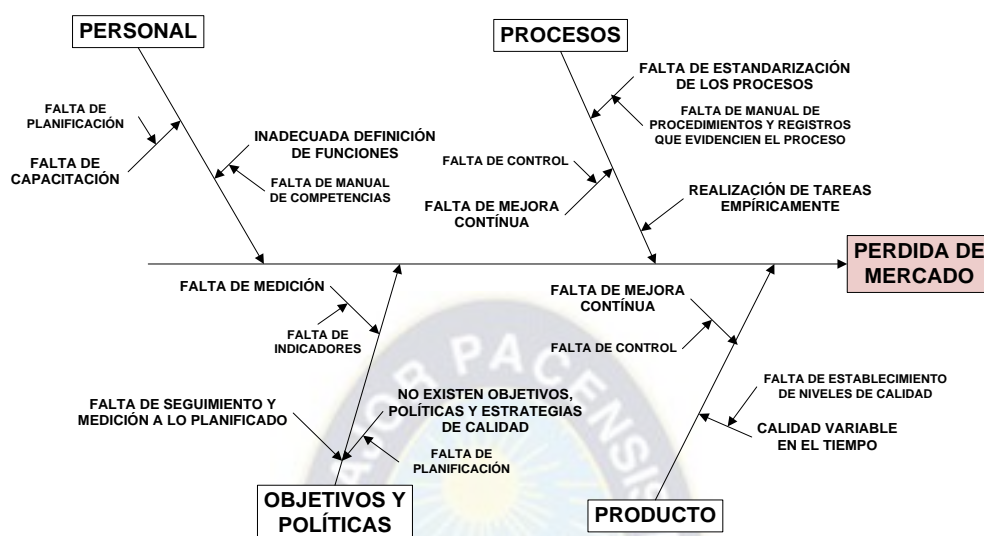 PERSONAL
PROCESOS
FALTA DE
PLANIFICACIÓN
FALTA DE
CAPACITACIÓN
INADECUADA DEFINICIÓN
DE FUNCIONES
FALTA DE MANUAL
DE COMPETENCIAS
FALTA DE ESTANDARIZACIÓN
DE LOS PROCESOS
FALTA DE MANUAL DE
PROCEDIMIENTOS Y REGISTROS
QUE EVIDENCIEN EL PROCESO
FALTA DE CONTROL
FALTA DE MEJORA
CONTÍNUA
REALIZACIÓN DE TAREAS
EMPÍRICAMENTE
PERDIDA DE
MERCADO
FALTA DE MEDICIÓN
FALTA DE
INDICADORES
FALTA DE SEGUIMIENTO Y
MEDICIÓN A LO PLANIFICADO
NO EXISTEN OBJETIVOS,
POLÍTICAS Y ESTRATEGIAS
DE CALIDAD
FALTA DE
PLANIFICACIÓN
FALTA DE MEJORA
CONTÍNUA
FALTA DE CONTROL
FALTA DE ESTABLECIMIENTO
DE NIVELES DE CALIDAD
CALIDAD VARIABLE
EN EL TIEMPO
OBJETIVOS Y
POLÍTICAS
PRODUCTO
PACENSIS